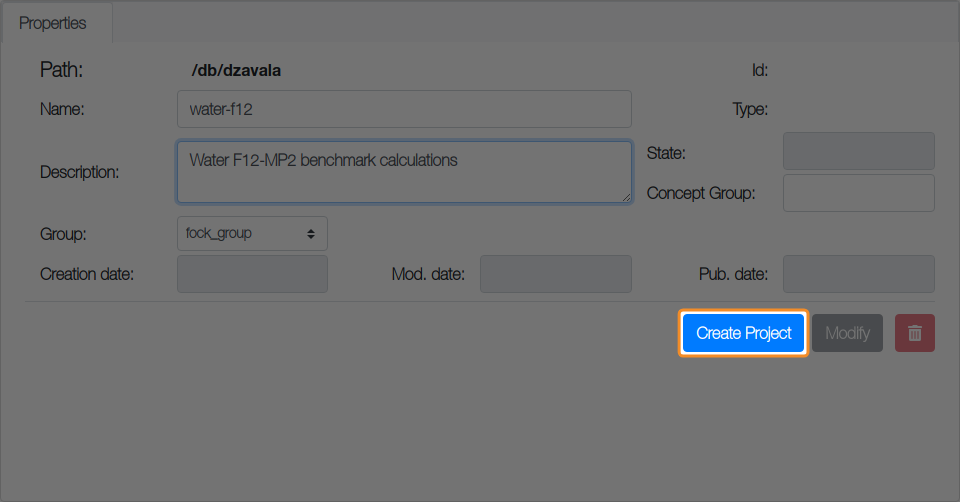 Properties
Path: /db/dzavala Id:
Name: water-f12 Type:
Description: Water F12-MP2 benchmark calculations State:
Concept Group:
Group: fock_group
Creation date: Mod. date: Pub. date:
Create Project Modify